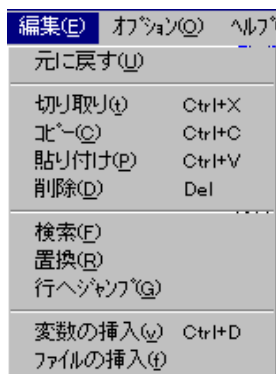 編集(E) ｵﾌﾟｼｮﾝ(O) ﾍﾙﾌﾟ
元に戻す(U)
切り取り(t) Ctrl+X
ｺﾋﾟｰ(C) Ctrl+C
貼り付け(P) Ctrl+V
削除(D) Del
検索(F)
置換(R)
行へｼﾞｬﾝﾌﾟ(G)
変数の挿入(v) Ctrl+D
ﾌｧｲﾙの挿入(f)